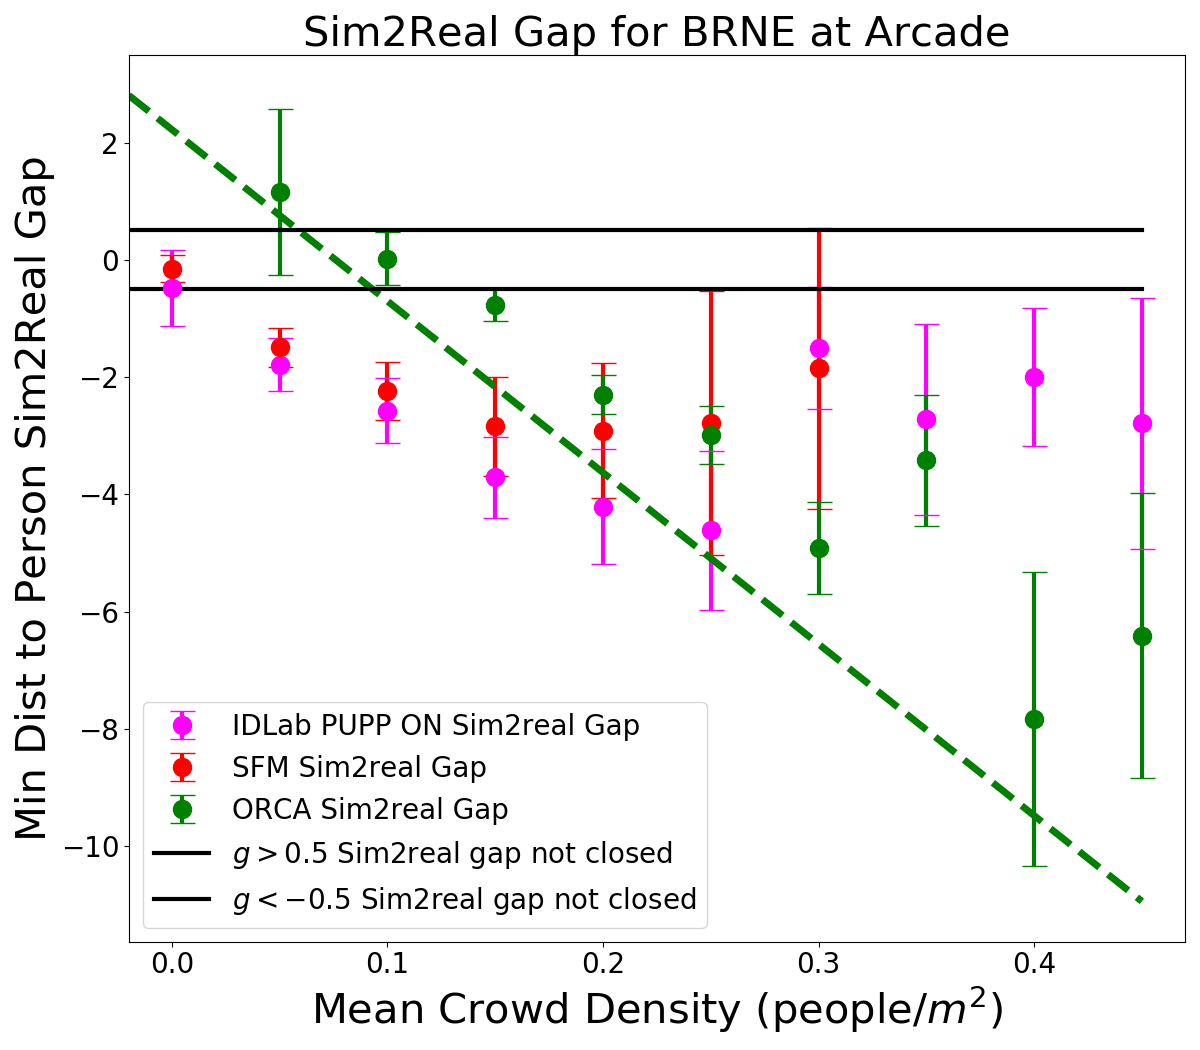 Sim2Real Gap for BRNE at Arcade
Min Dist to Person Sim2Real Gap
2
0
−2
−4
−6
−8
−10
IDLab PUPP ON Sim2real Gap
SFM Sim2real Gap
ORCA Sim2real Gap
g > 0.5 Sim2real gap not closed
g < −0.5 Sim2real gap not closed
0.0 0.1 0.2 0.3 0.4
Mean Crowd Density (people/m²)